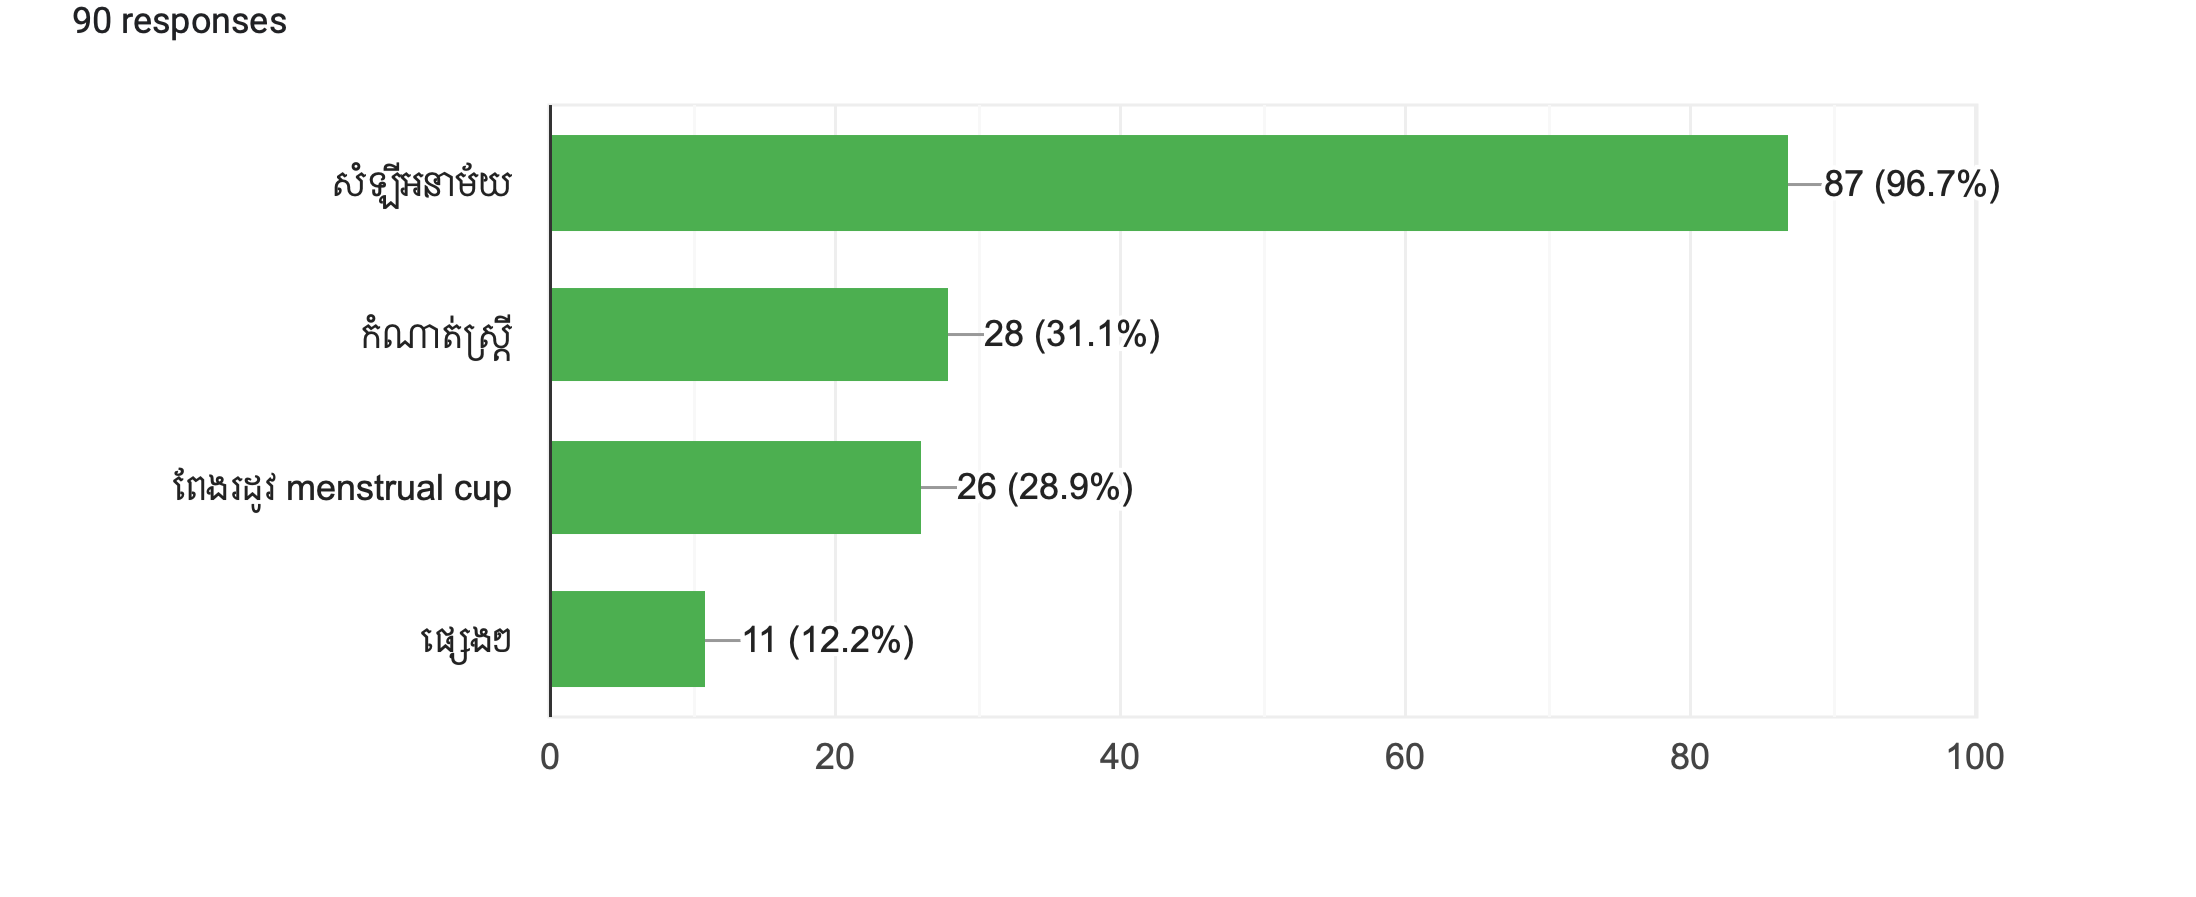 90 responses
សំឡីអនាម័យ
87 (96.7%)
កំណាត់ស្ត្រី
28 (31.1%)
ពែងរដូវ menstrual cup
26 (28.9%)
ផ្សេងៗ
11 (12.2%)
0 20 40 60 80 100